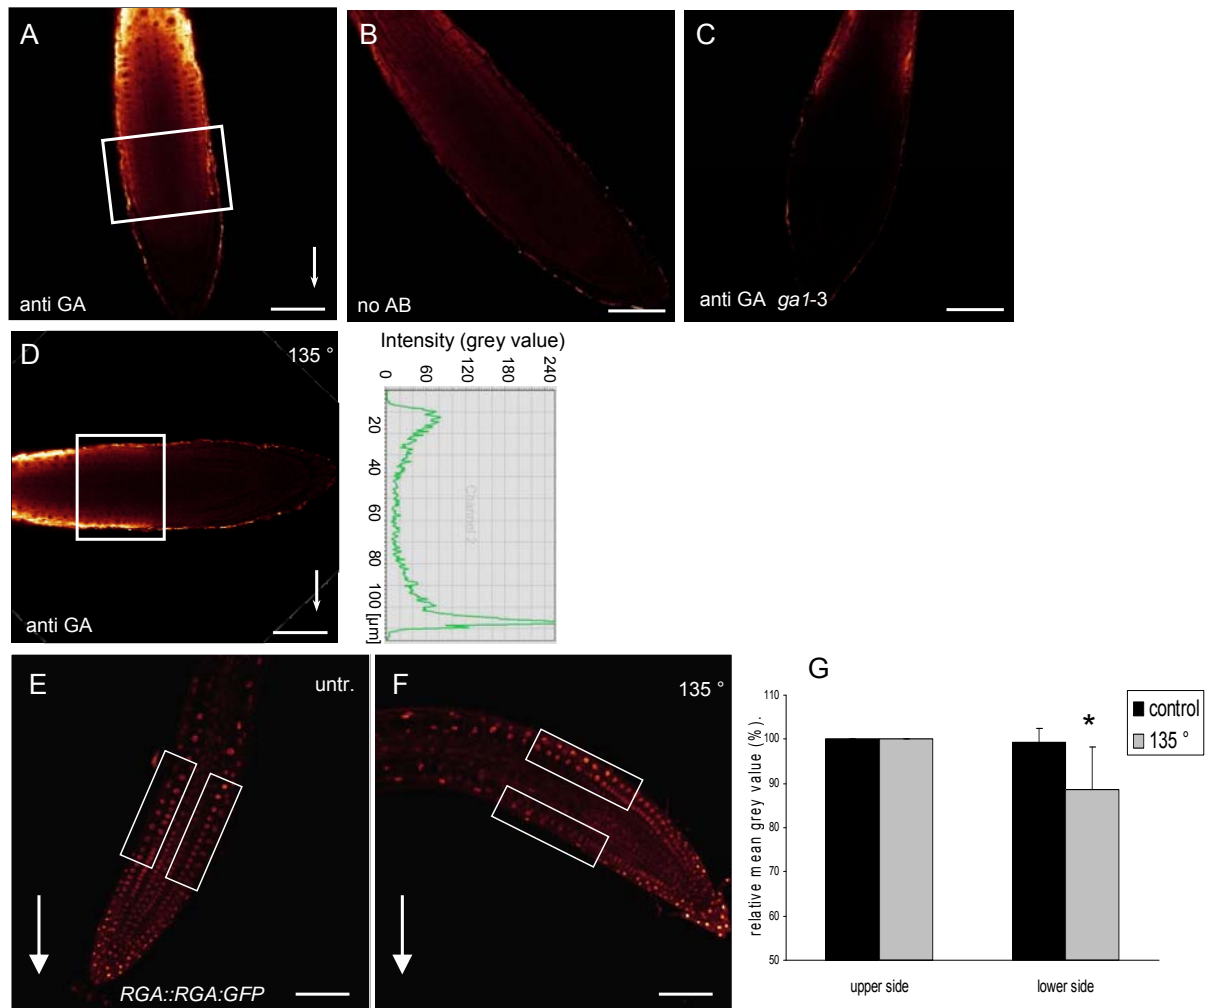 A
anti GA
B
no AB
C
anti GA ga1-3
D
135 °
anti GA
Intensity (grey value)
0 60 120 180 240
20
40
60
80
100 [µm]
Channel 2
E
untr.
RGA::RGA:GFP
F
135 °
G
relative mean grey value (%).
110
100
90
80
70
60
50
*
control
135 °
upper side
lower side